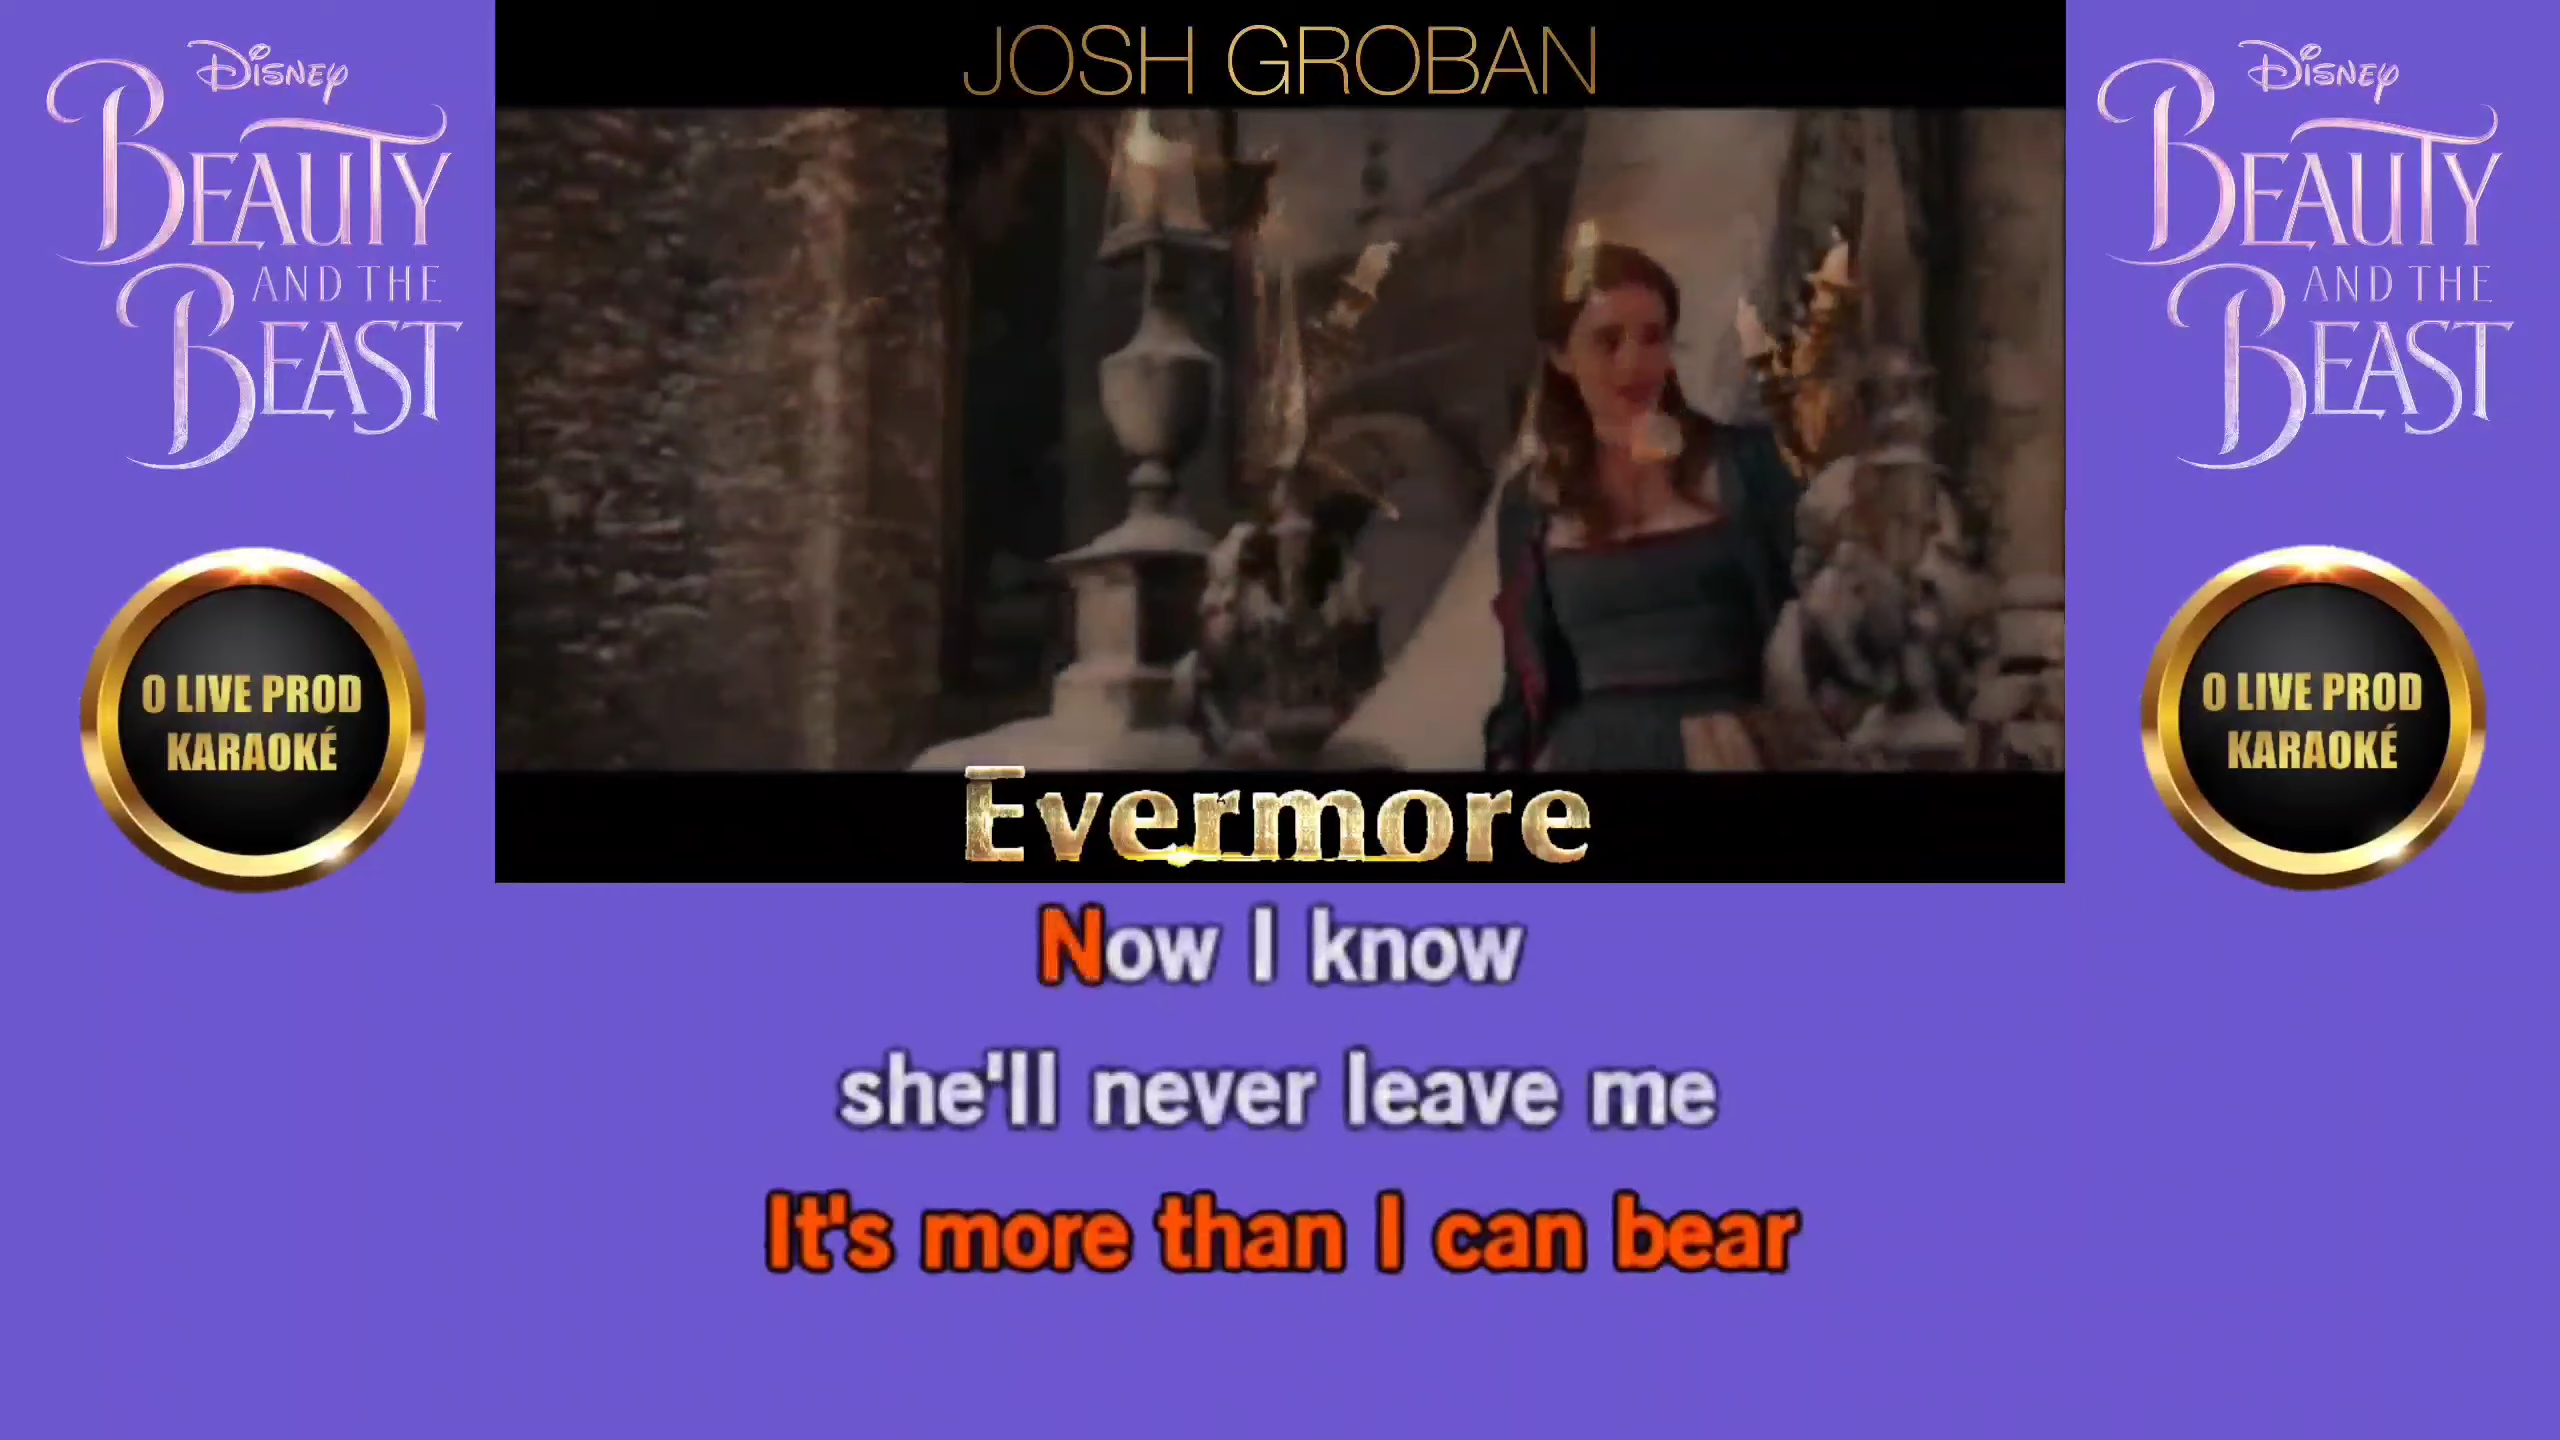 Disney
BEAUTY
AND THE
BEAST
O LIVE PROD
KARAOKÉ
JOSH GROBAN
Evermore
Disney
BEAUTY
AND THE
BEAST
O LIVE PROD
KARAOKÉ
Now I know
she'll never leave me
It's more than I can bear